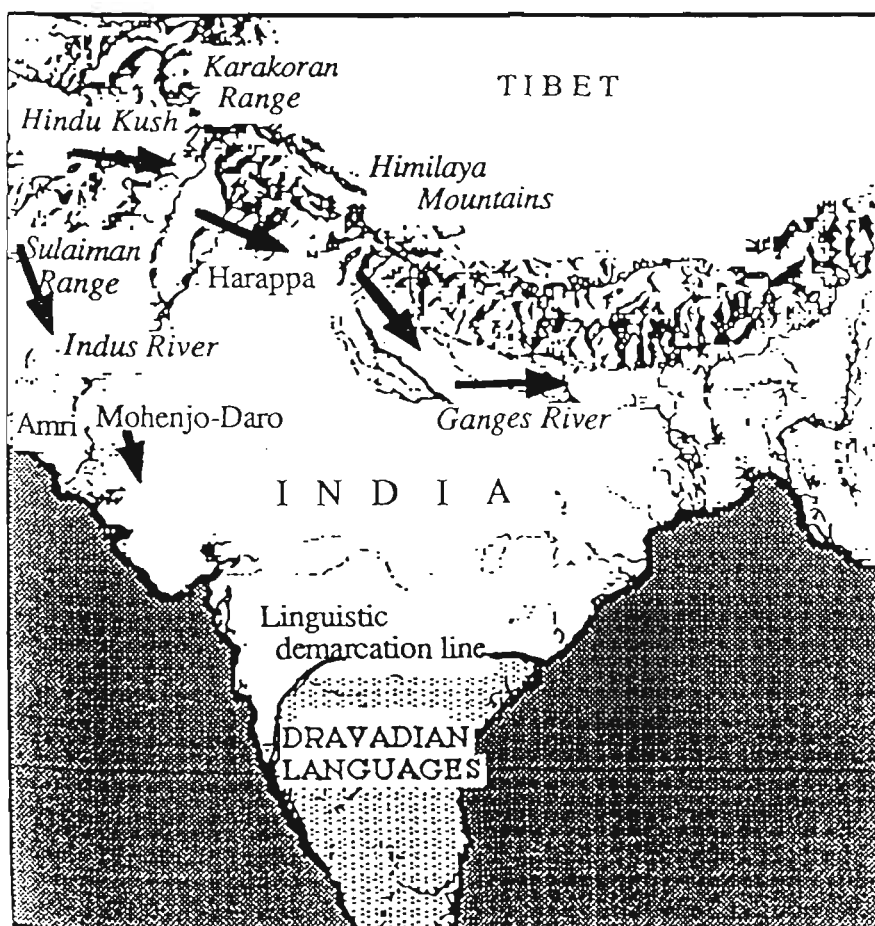 Karakoran
Range
TIBET
Hindu Kush
Himilaya
Mountains
Sulaiman
Range
Harappa
Indus River
Amri
Mohenjo-Daro
Ganges River
INDIA
Linguistic
demarcation line
DRAVADIAN
LANGUAGES